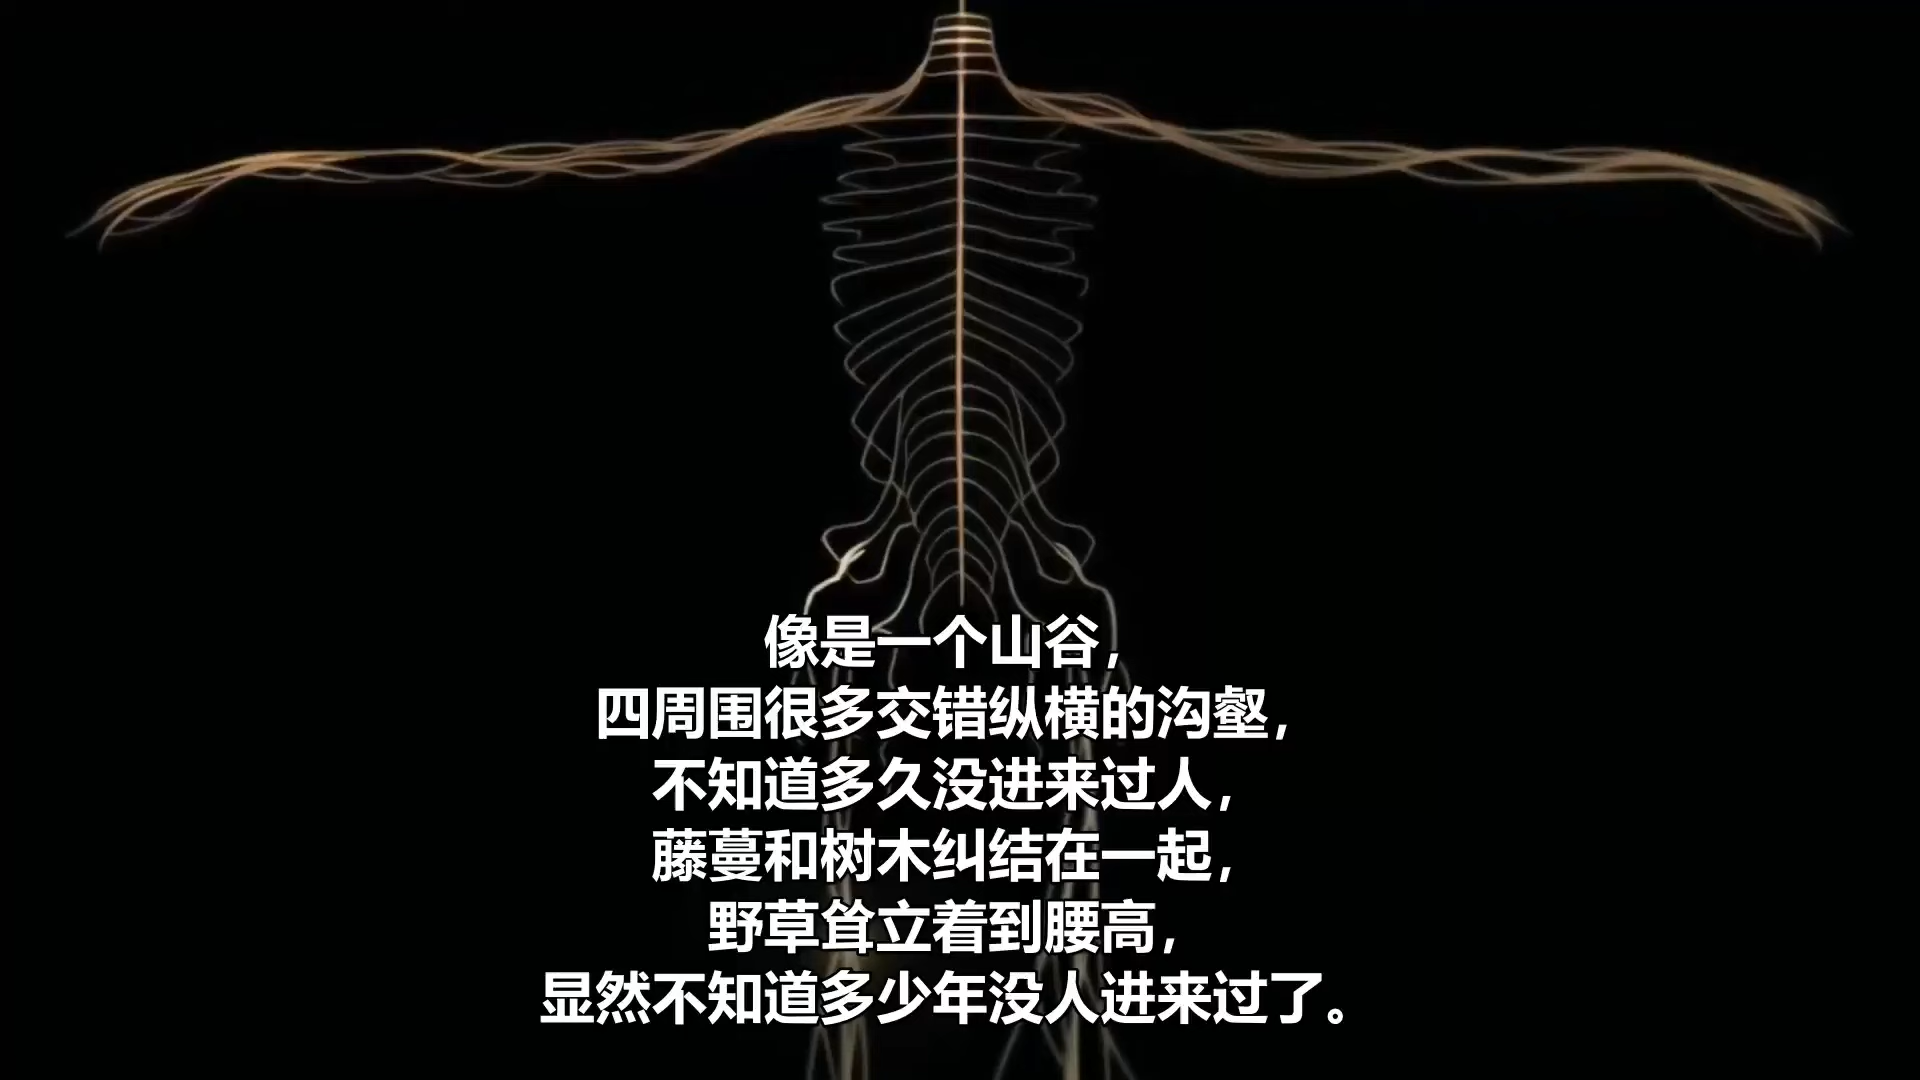 像是一个山谷，
四周围很多交错纵横的沟壑，
不知道多久没进来过人，
藤蔓和树木纠结在一起，
野草耸立着到腰高，
显然不知道多少年没人进来过了。